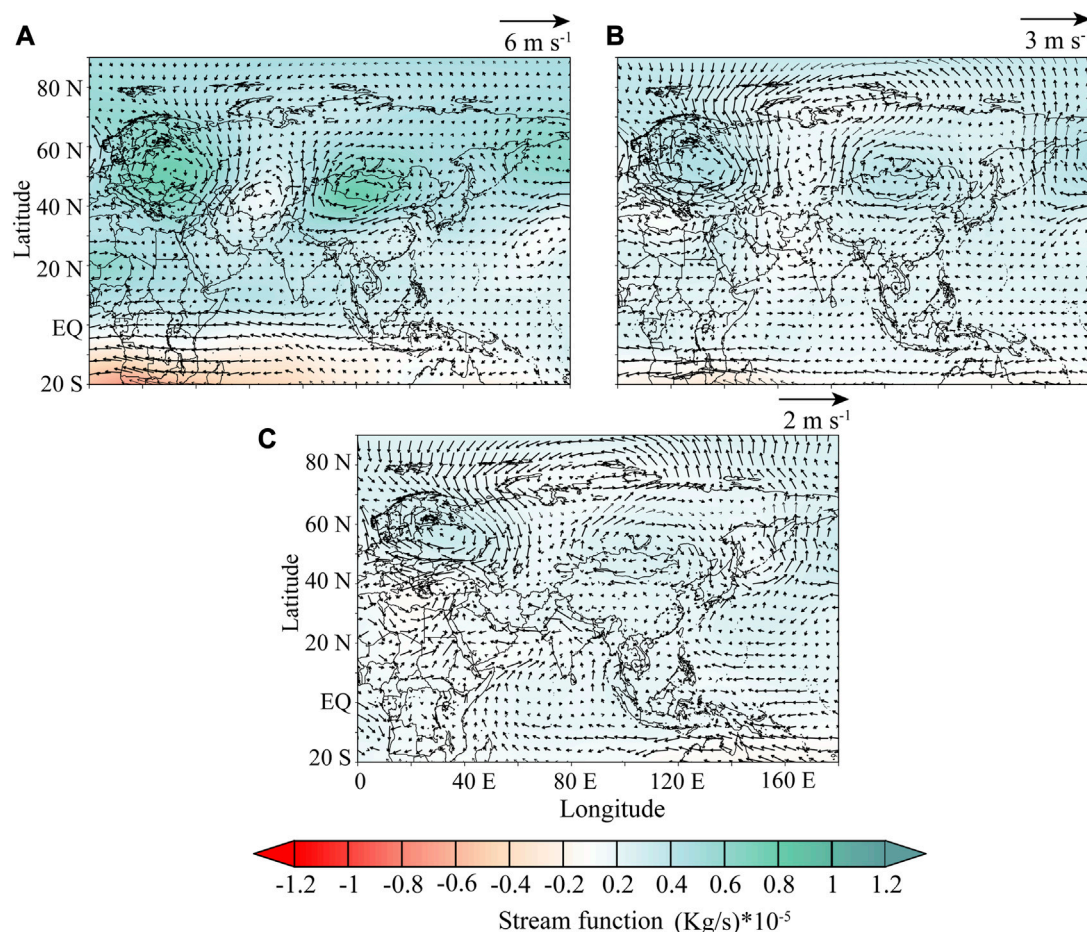 A
6 m s⁻¹
B
3 m s⁻
80 N
60 N
40 N
20 N
EQ
20 S
Latitude
C
2 m s⁻¹
80 N
60 N
40 N
20 N
EQ
20 S
Latitude
0 40 E 80 E 120 E 160 E
Longitude
-1.2 -1 -0.8 -0.6 -0.4 -0.2 0.2 0.4 0.6 0.8 1 1.2
Stream function (Kg/s)*10⁻⁵